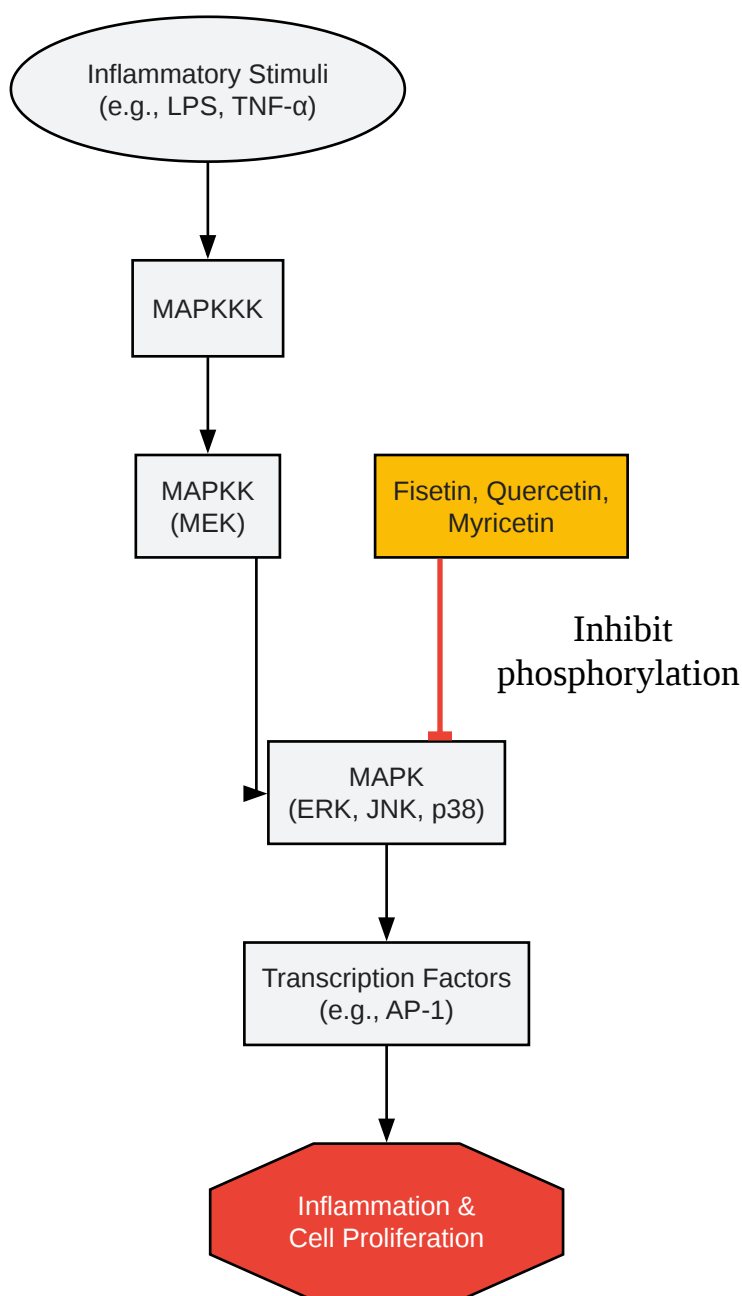 Inflammatory Stimuli
(e.g., LPS, TNF-α)
MAPKKK
MAPKK
(MEK)
Fisetin, Quercetin,
Myricetin
Inhibit
phosphorylation
MAPK
(ERK, JNK, p38)
Transcription Factors
(e.g., AP-1)
Inflammation &
Cell Proliferation